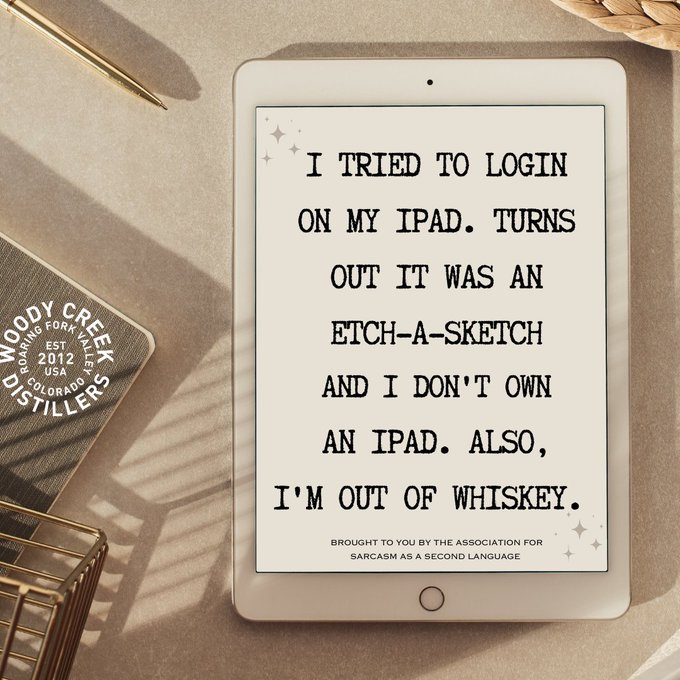 I TRIED TO LOGIN
ON MY IPAD. TURNS
OUT IT WAS AN
ETCH-A-SKETCH
AND I DON'T OWN
AN IPAD. ALSO,
I'M OUT OF WHISKEY.
BROUGHT TO YOU BY THE ASSOCIATION FOR
SARCASM AS A SECOND LANGUAGE
WOODY CREEK
ROARING FORK VALLEY,
EST
2012
USA
COLORADO
DISTILLERS